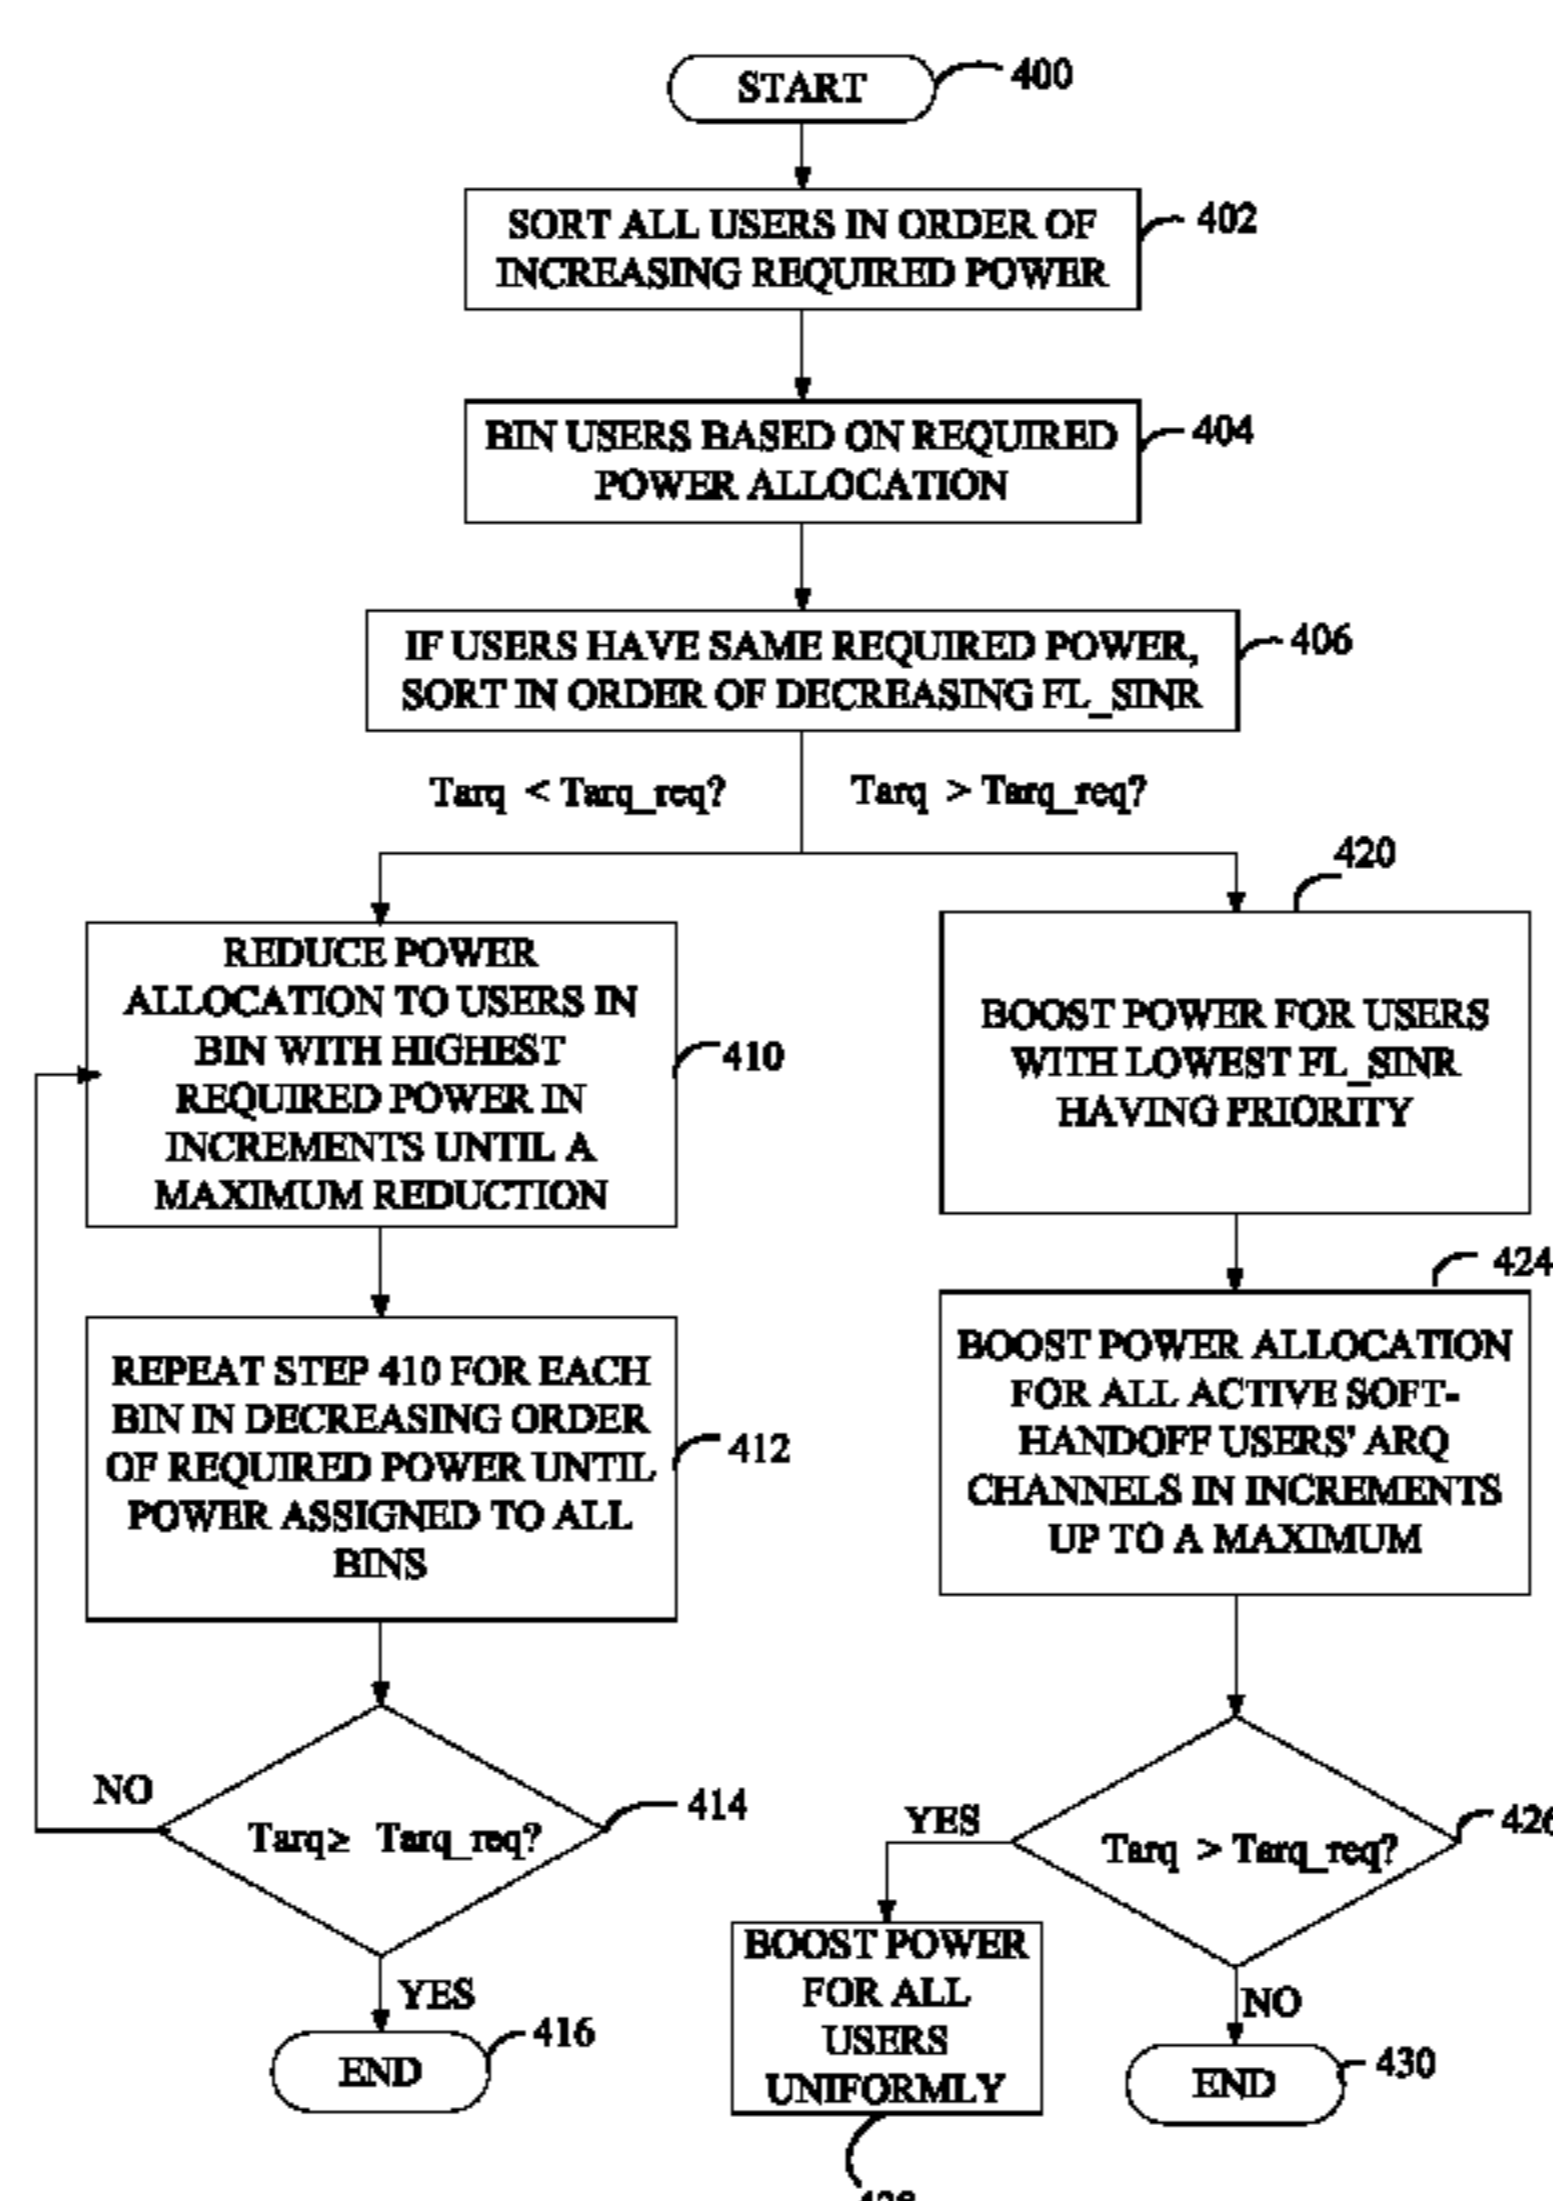 START
400
SORT ALL USERS IN ORDER OF
INCREASING REQUIRED POWER
402
BIN USERS BASED ON REQUIRED
POWER ALLOCATION
404
IF USERS HAVE SAME REQUIRED POWER,
SORT IN ORDER OF DECREASING FL_SINR
406
Tarq < Tarq_req?
Tarq > Tarq_req?
REDUCE POWER
ALLOCATION TO USERS IN
BIN WITH HIGHEST
REQUIRED POWER IN
INCREMENTS UNTIL A
MAXIMUM REDUCTION
410
420
BOOST POWER FOR USERS
WITH LOWEST FL_SINR
HAVING PRIORITY
REPEAT STEP 410 FOR EACH
BIN IN DECREASING ORDER
OF REQUIRED POWER UNTIL
POWER ASSIGNED TO ALL
BINS
412
424
BOOST POWER ALLOCATION
FOR ALL ACTIVE SOFT-
HANDOFF USERS' ARQ
CHANNELS IN INCREMENTS
UP TO A MAXIMUM
NO
Tarq≥ Tarq_req?
414
YES
END
416
YES
Tarq > Tarq_req?
426
BOOST POWER
FOR ALL
USERS
UNIFORMLY
NO
END
430